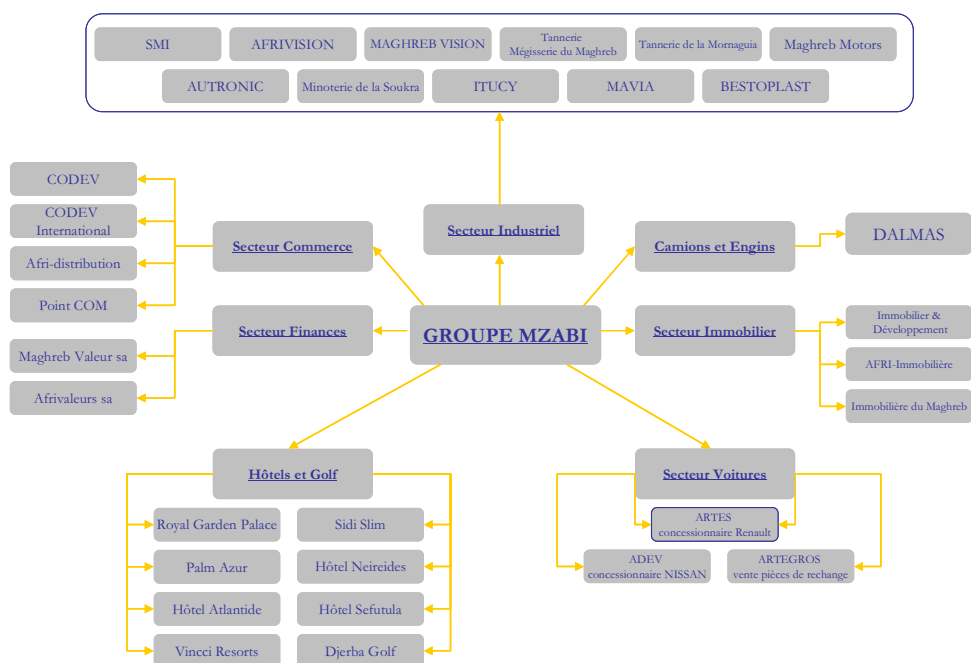 SMI
AFRIVISION
MAGHREB VISION
Tannerie
Mégisserie du Maghreb
Tannerie de la Mornaguia
Maghreb Motors
AUTRONIC
Minoterie de la Soukra
ITUCY
MAVIA
BESTOPLAST
CODEV
CODEV
International
Afri-distribution
Point COM
Secteur Commerce
Secteur Industriel
Camions et Engins
DALMAS
Maghreb Valeur sa
Afrivaleurs sa
Secteur Finances
GROUPE MZABI
Secteur Immobilier
Immobilier &
Développement
AFRI-Immobilière
Immobilière du Maghreb
Hôtels et Golf
Royal Garden Palace
Sidi Slim
Palm Azur
Hôtel Neireides
Hôtel Atlantide
Hôtel Sefutula
Vincci Resorts
Djerba Golf
Secteur Voitures
ARTES
concessionnaire Renault
ADEV
concessionnaire NISSAN
ARTEGROS
vente pièces de rechange